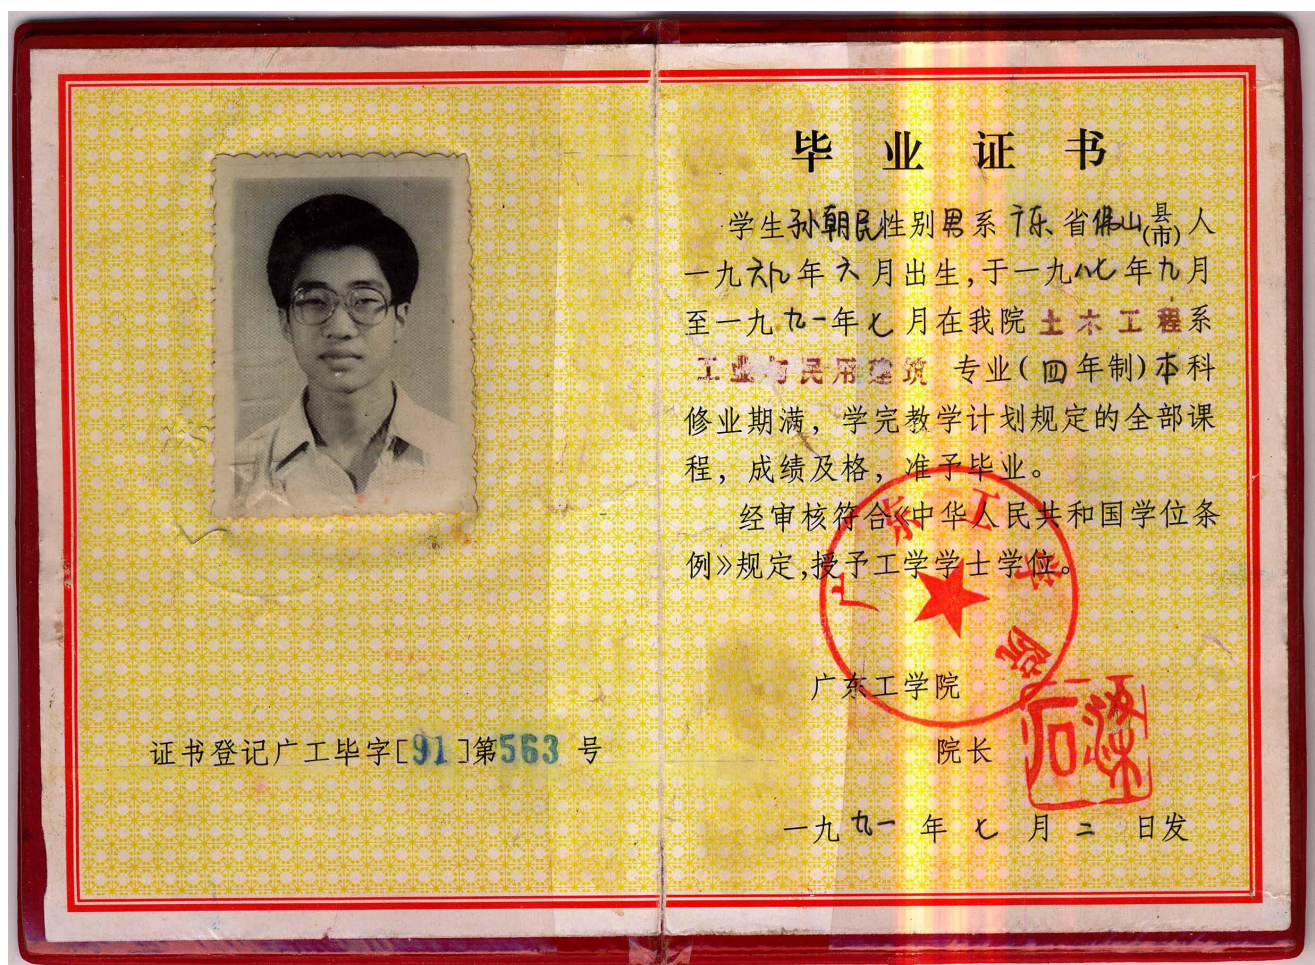 证书登记广工毕字[91]第563号
毕业证书
学生孙朝民性别男系广东省佛山县(市)人
一九六九年六月出生,于一九八七年九月
至一九九一年七月在我院土木工程系
工业与民用建筑 专业(四年制)本科
修业期满,学完教学计划规定的全部课
程,成绩及格,准予毕业。
经审核符合《中华人民共和国学位条
例》规定,授予工学学士学位。
广东工学院
广东工学院
院长
一九九一年七月二日发